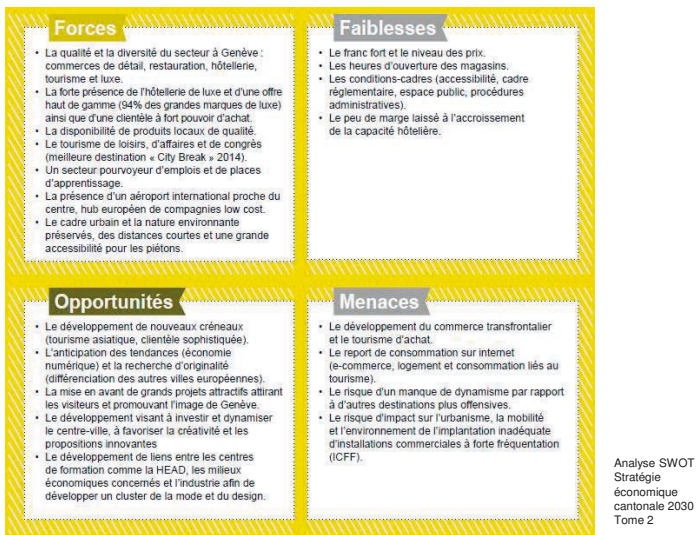 Forces
• La qualité et la diversité du secteur à Genève :
commerces de détail, restauration, hôtellerie,
tourisme et luxe.
• La forte présence de l'hôtellerie de luxe et d'une offre
haut de gamme (94% des grandes marques de luxe)
ainsi que d'une clientèle à fort pouvoir d'achat.
• La disponibilité de produits locaux de qualité.
• Le tourisme de loisirs, d'affaires et de congrès
(meilleure destination « City Break » 2014).
• Un secteur pourvoyeur d'emplois et de places
d'apprentissage.
• La présence d'un aéroport international proche du
centre, hub européen de compagnies low cost.
• Le cadre urbain et la nature environnante
préservés, des distances courtes et une grande
accessibilité pour les piétons.
Faiblesses
• Le franc fort et le niveau des prix.
• Les heures d'ouverture des magasins.
• Les conditions-cadres (accessibilité, cadre
réglementaire, espace public, procédures
administratives).
• Le peu de marge laissé à l'accroissement
de la capacité hôtelière.
Opportunités
• Le développement de nouveaux créneaux
(tourisme asiatique, clientèle sophistiquée).
• L'anticipation des tendances (économie
numérique) et la recherche d'originalité
(différenciation des autres villes européennes).
• La mise en avant de grands projets attractifs attirant
les visiteurs et promouvant l'image de Genève.
• Le développement visant à investir et dynamiser
le centre-ville, à favoriser la créativité et les
propositions innovantes
• Le développement de liens entre les centres
de formation comme la HEAD, les milieux
économiques concernés et l'industrie afin de
développer un cluster de la mode et du design.
Menaces
• Le développement du commerce transfrontalier
et le tourisme d'achat.
• Le report de consommation sur internet
(e-commerce, logement et consommation liés au
tourisme).
• Le risque d'un manque de dynamisme par rapport
à d'autres destinations plus offensives.
• Le risque d'impact sur l'urbanisme, la mobilité
et l'environnement de l'implantation inadéquate
d'installations commerciales à forte fréquentation
(ICFF).
Analyse SWOT
Stratégie
économique
cantonale 2030
Tome 2